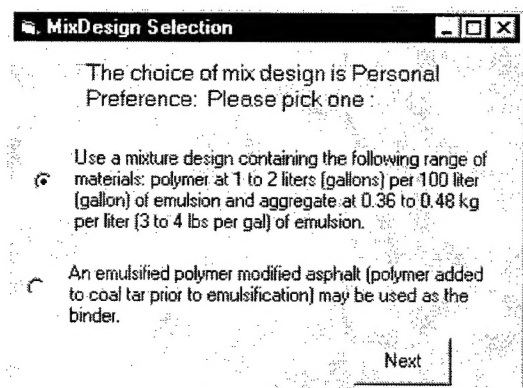 MixDesign Selection
The choice of mix design is Personal
Preference: Please pick one :
Use a mixture design containing the following range of
materials: polymer at 1 to 2 liters (gallons) per 100 liter
(gallon) of emulsion and aggregate at 0.36 to 0.48 kg
per liter (3 to 4 lbs per gal) of emulsion.
An emulsified polymer modified asphalt (polymer added
to coal tar prior to emulsification) may be used as the
binder.
Next